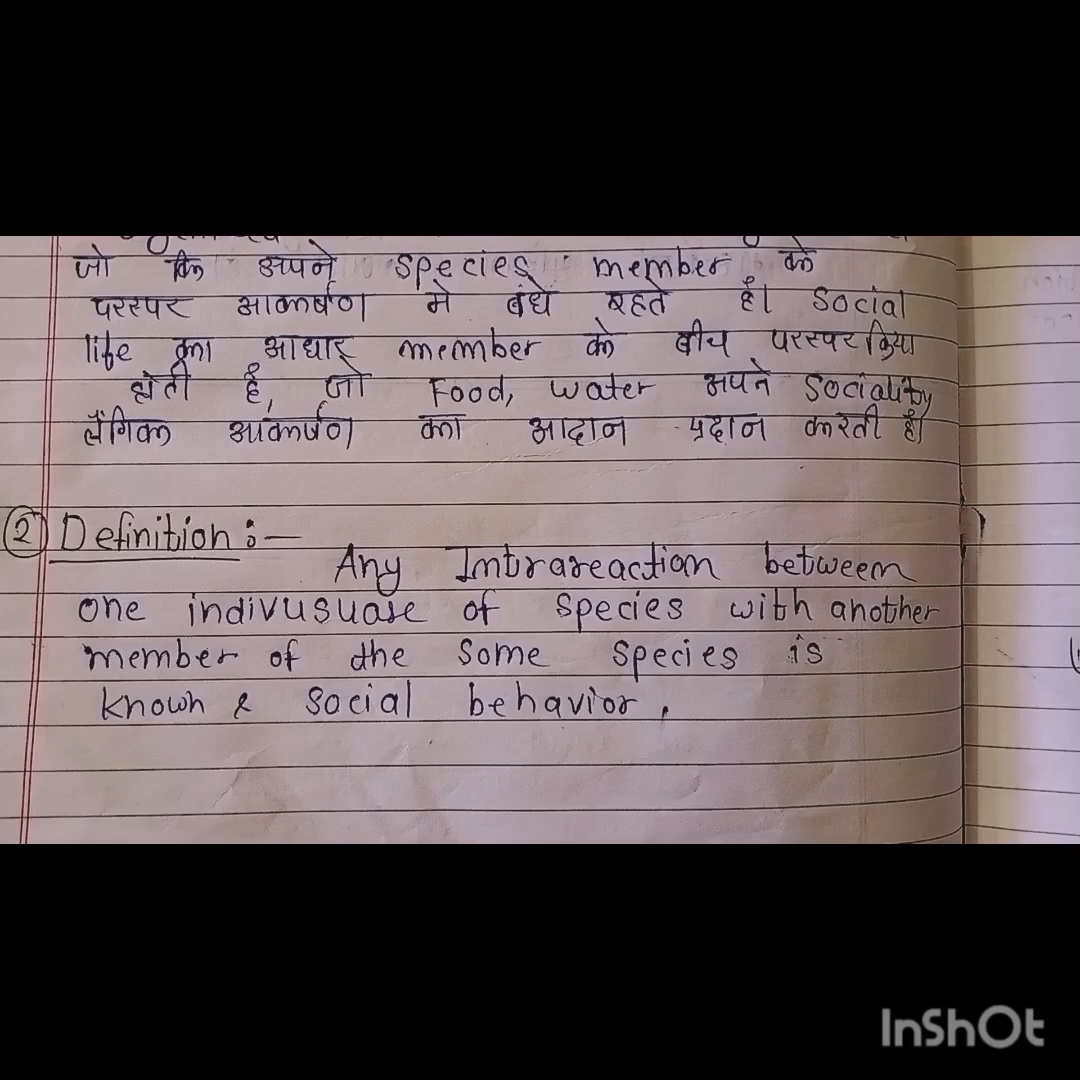 जो कि अपने species member के
परस्पर आकर्षण मे बंधे रहते है। Social
life का आधार member के बीच परस्पर क्रिया
होती है, जो Food, water अपने Sociality
लैंगिक आकर्षण का आदान प्रदान करती है।
② Definition :-
Any Intrareaction between
one indivusuase of species with another
member of the some species is
known & social behavior.
InShOt